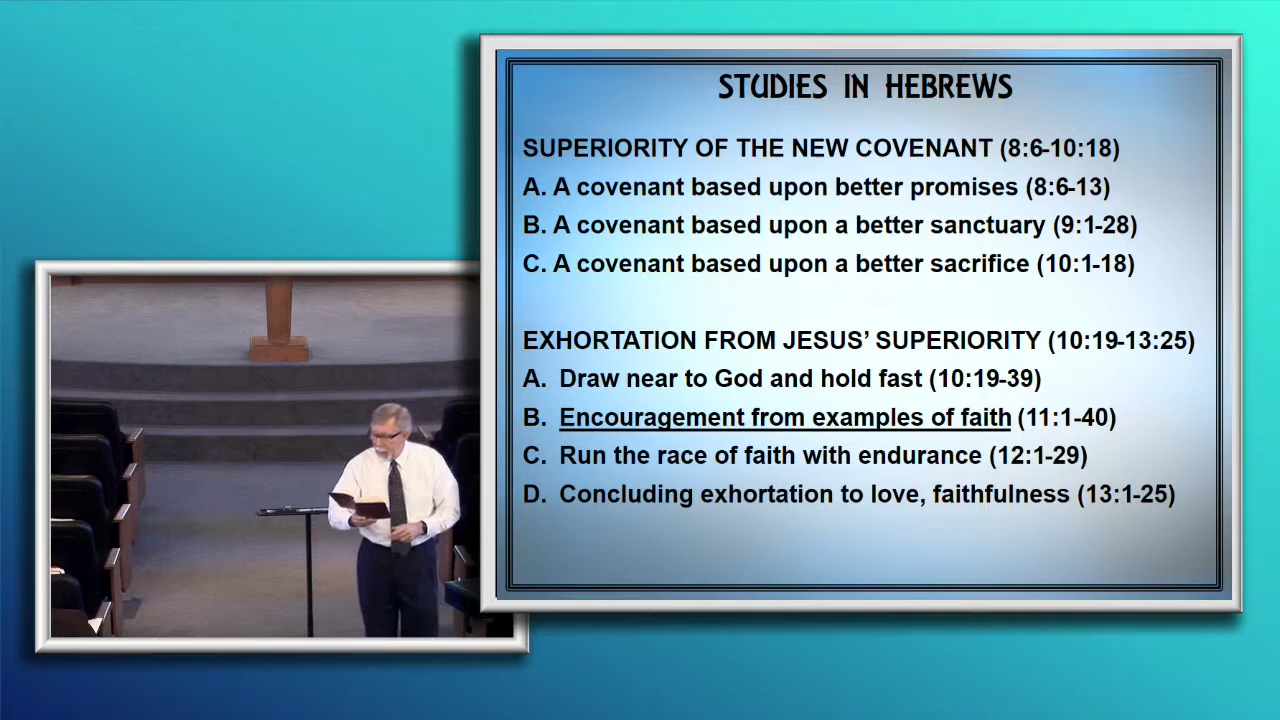 STUDIES IN HEBREWS
SUPERIORITY OF THE NEW COVENANT (8:6-10:18)
A. A covenant based upon better promises (8:6-13)
B. A covenant based upon a better sanctuary (9:1-28)
C. A covenant based upon a better sacrifice (10:1-18)
EXHORTATION FROM JESUS’ SUPERIORITY (10:19-13:25)
A. Draw near to God and hold fast (10:19-39)
B. Encouragement from examples of faith (11:1-40)
C. Run the race of faith with endurance (12:1-29)
D. Concluding exhortation to love, faithfulness (13:1-25)